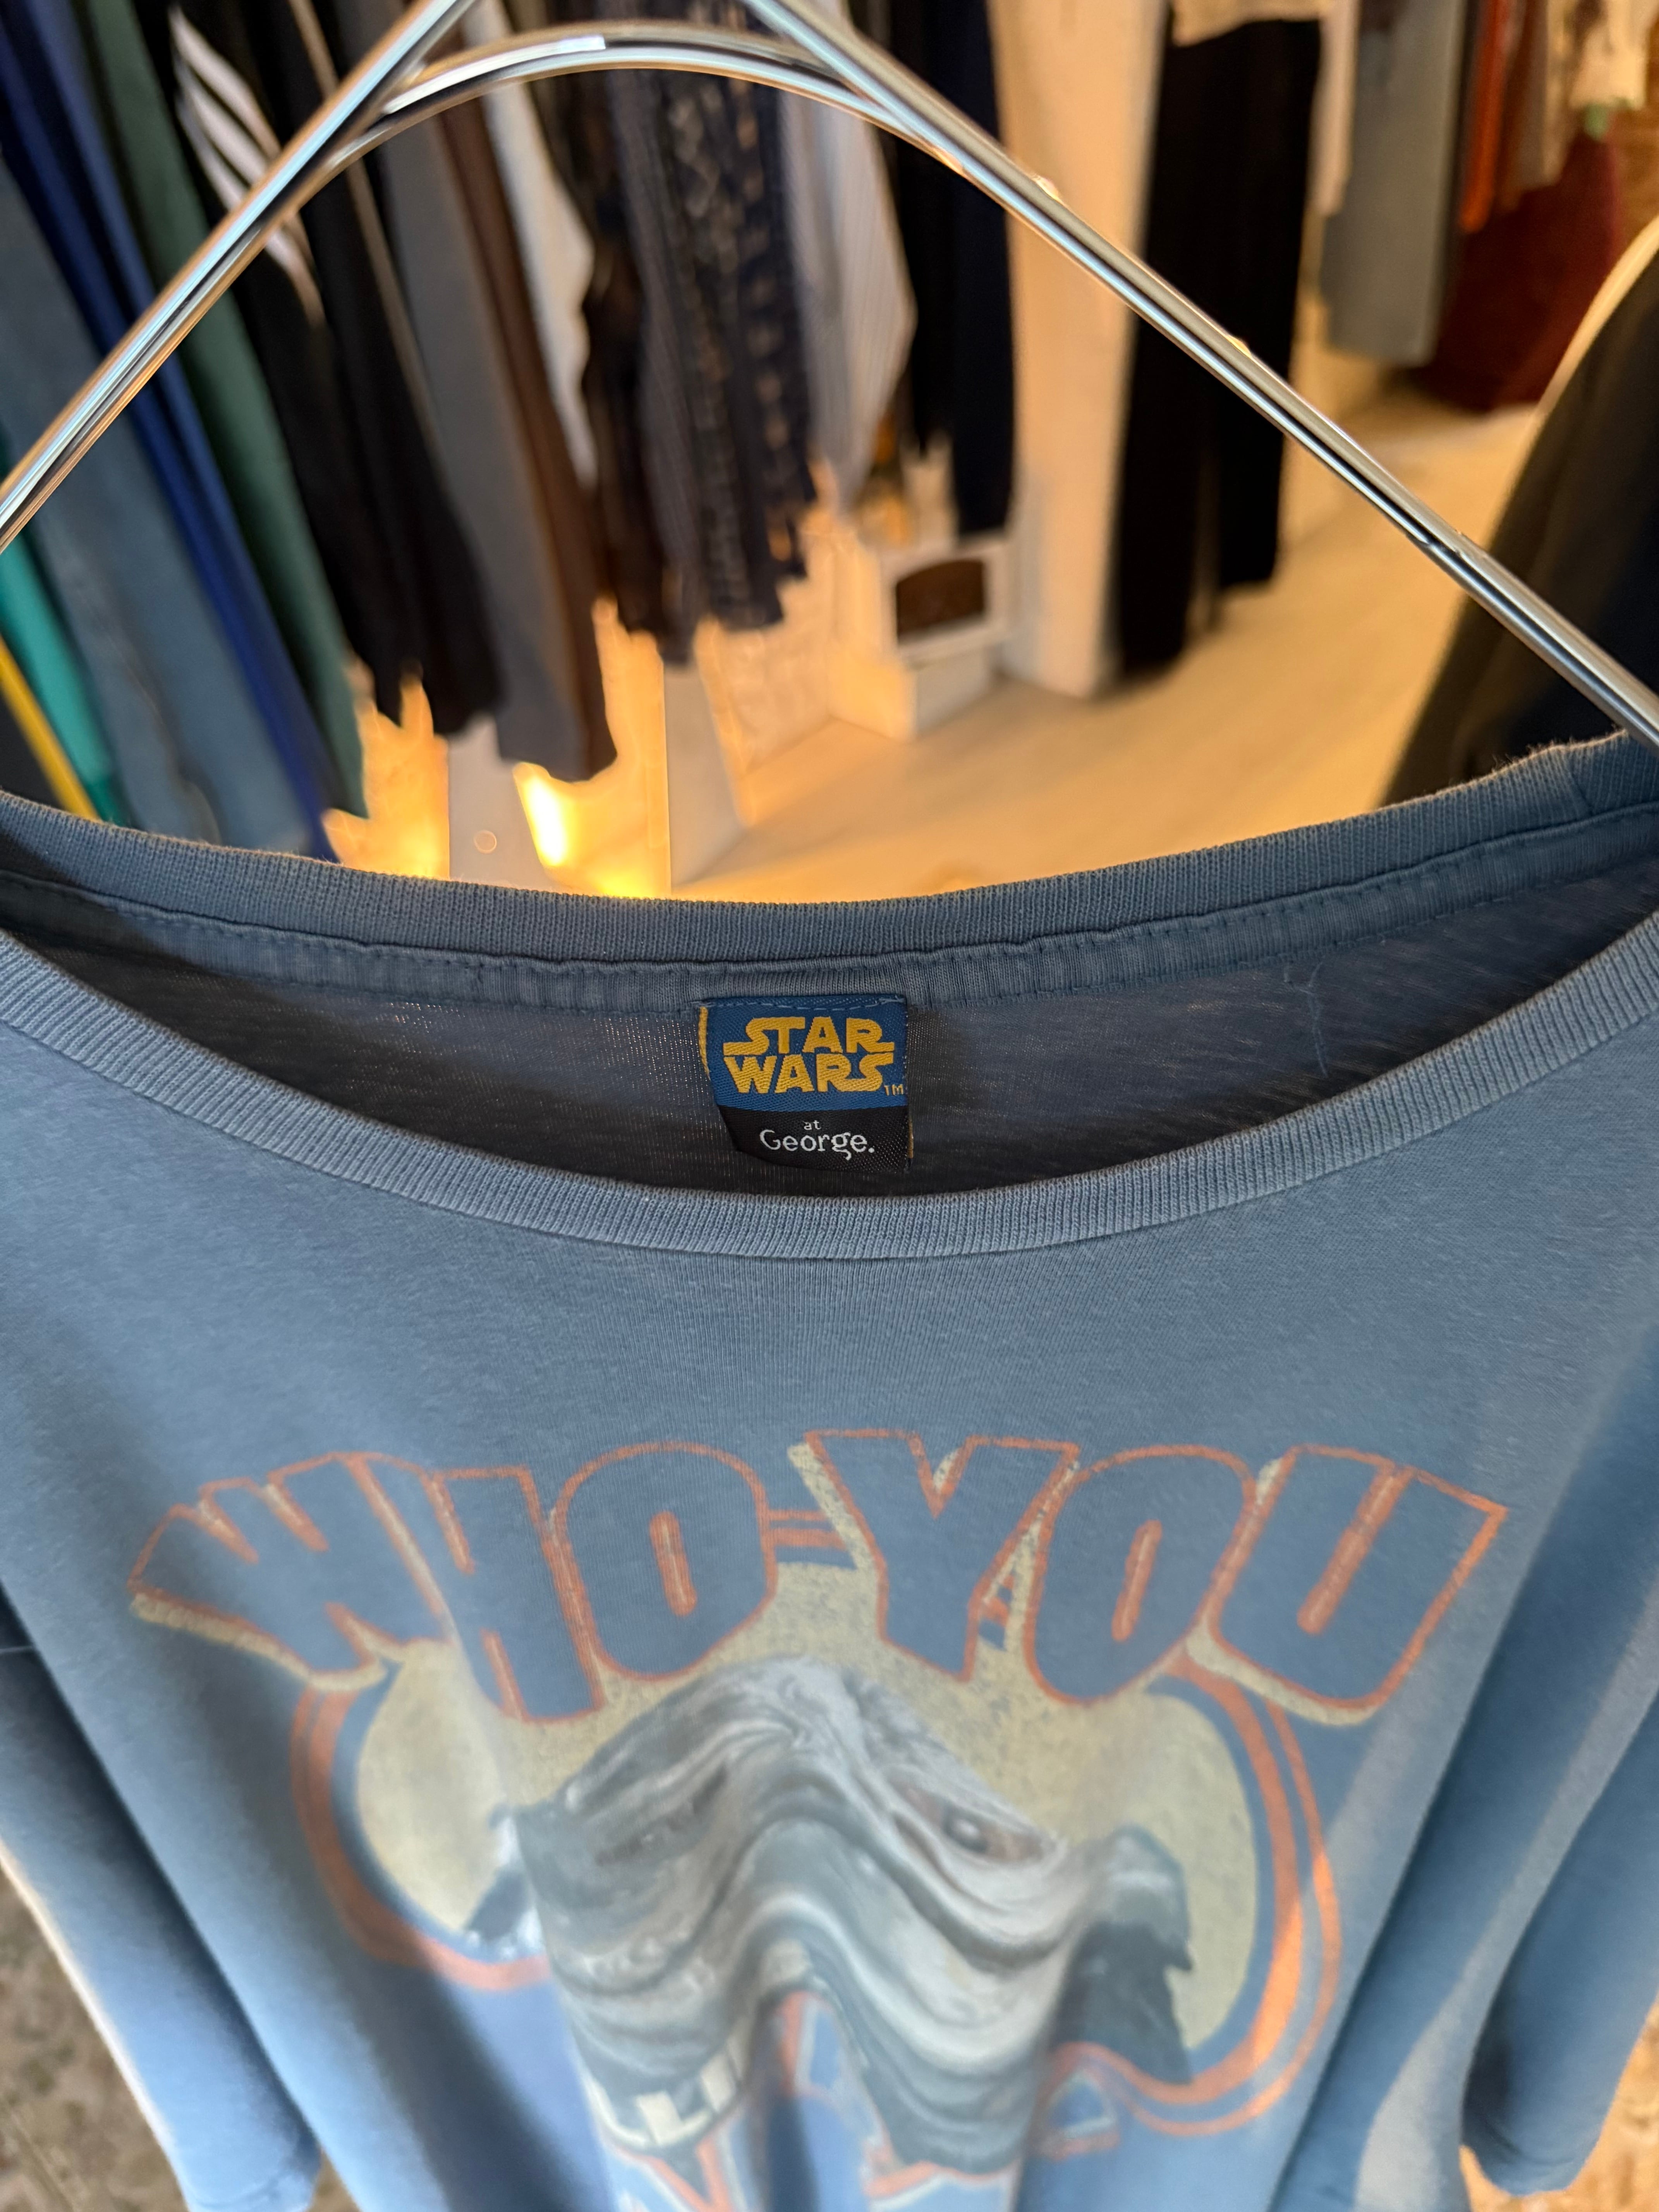 STAR
WARS TM
at
George.
WHO YOU